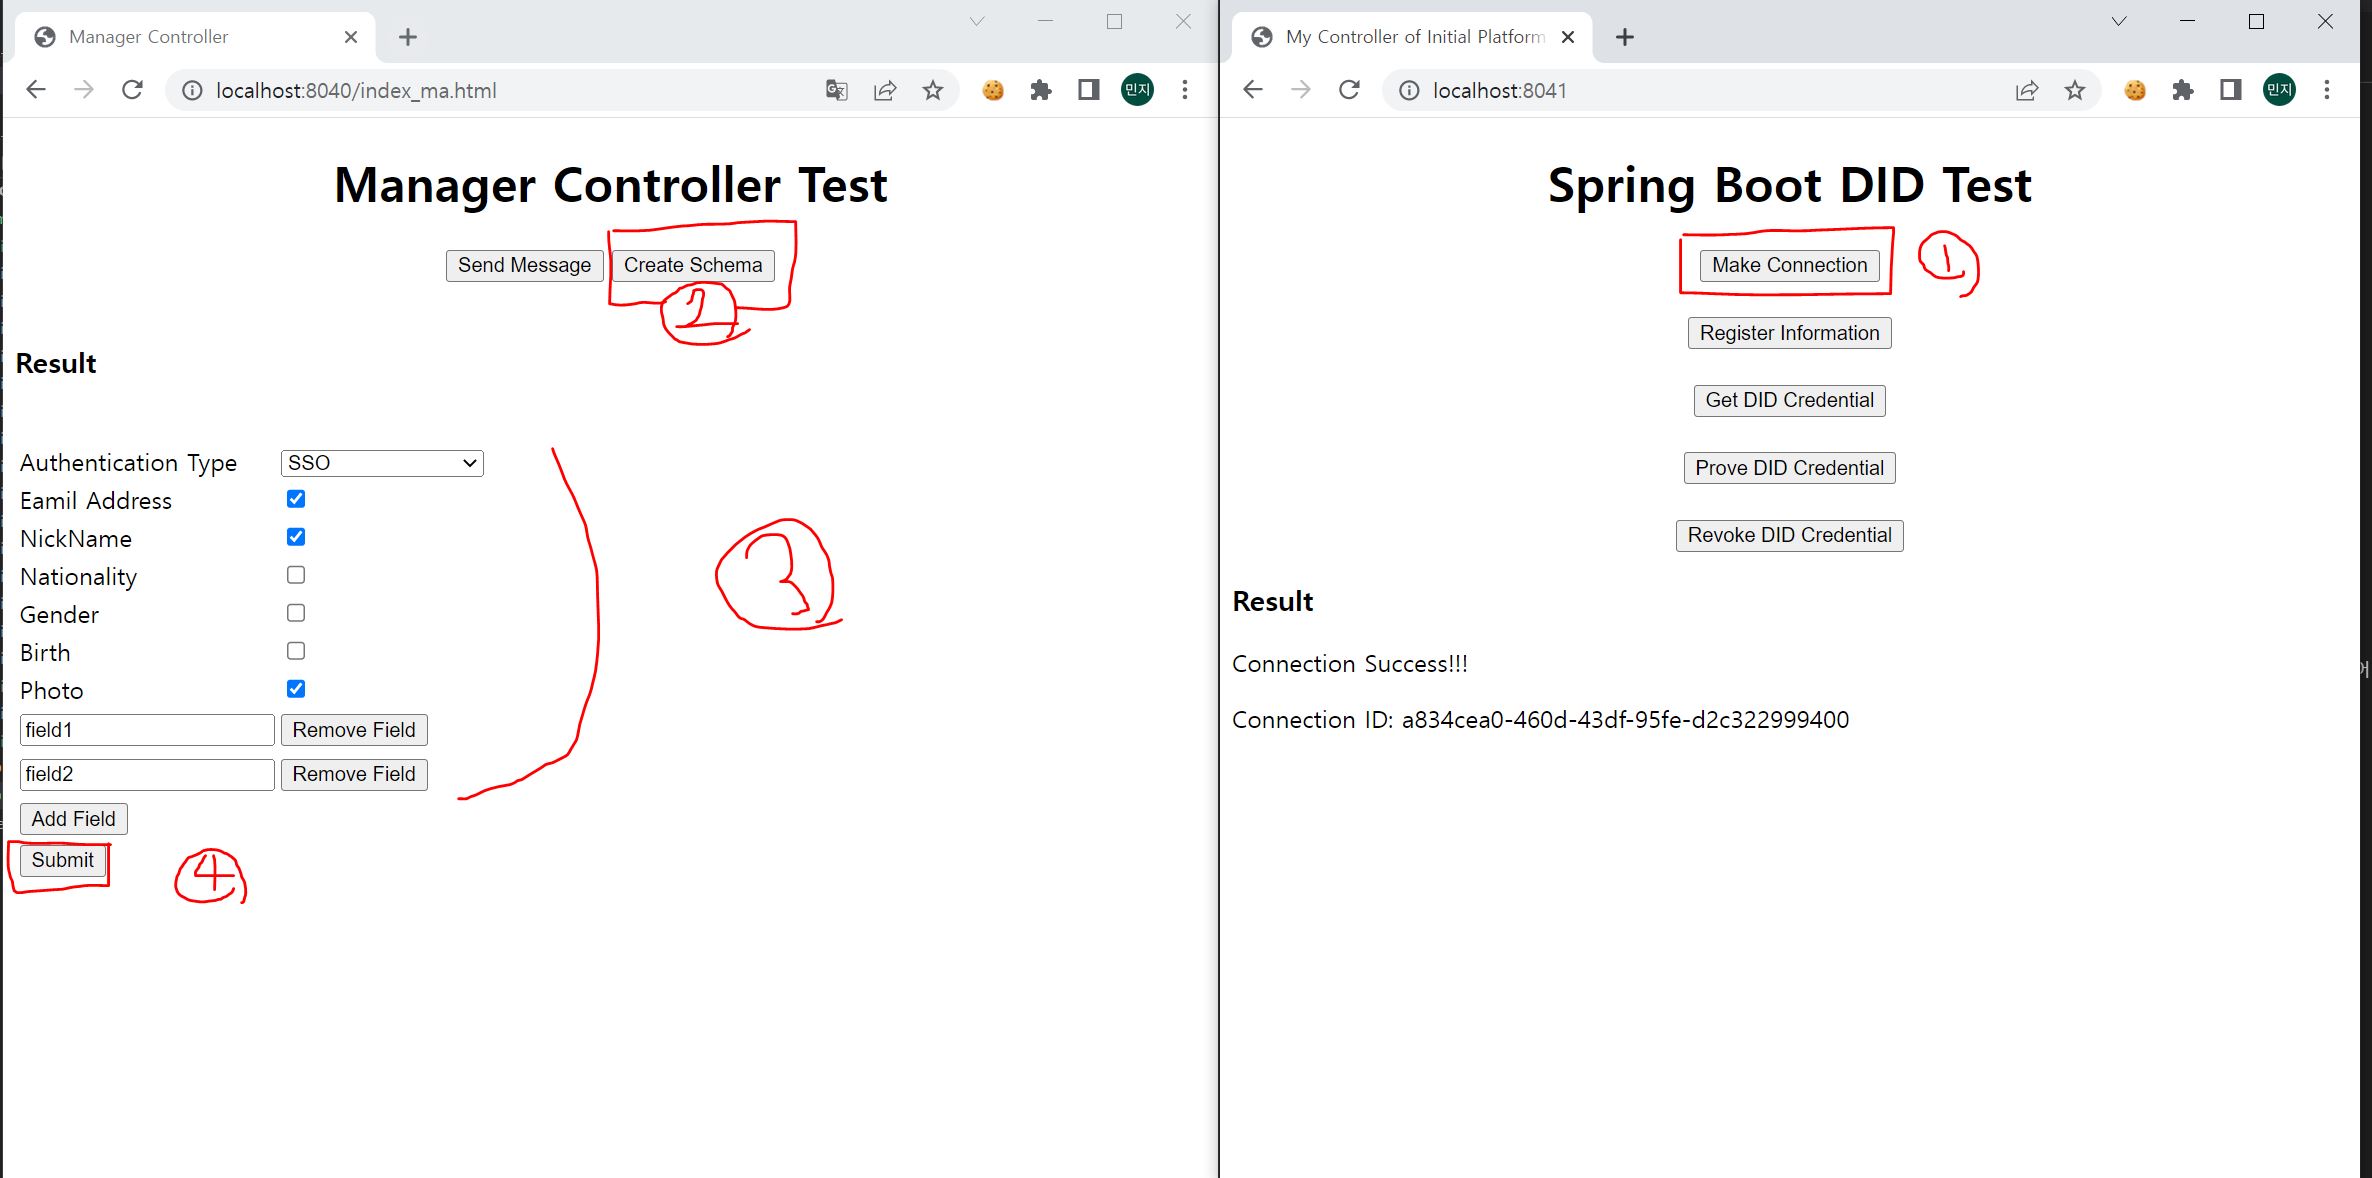 Manager Controller
localhost:8040/index_ma.html
민지
Manager Controller Test
Send Message
Create Schema
2
Result
Authentication Type
SSO
Eamil Address
NickName
Nationality
Gender
Birth
Photo
3
field1
Remove Field
field2
Remove Field
Add Field
Submit
4
My Controller of Initial Platform
localhost:8041
민지
Spring Boot DID Test
Make Connection
1
Register Information
Get DID Credential
Prove DID Credential
Revoke DID Credential
Result
Connection Success!!!
Connection ID: a834cea0-460d-43df-95fe-d2c322999400